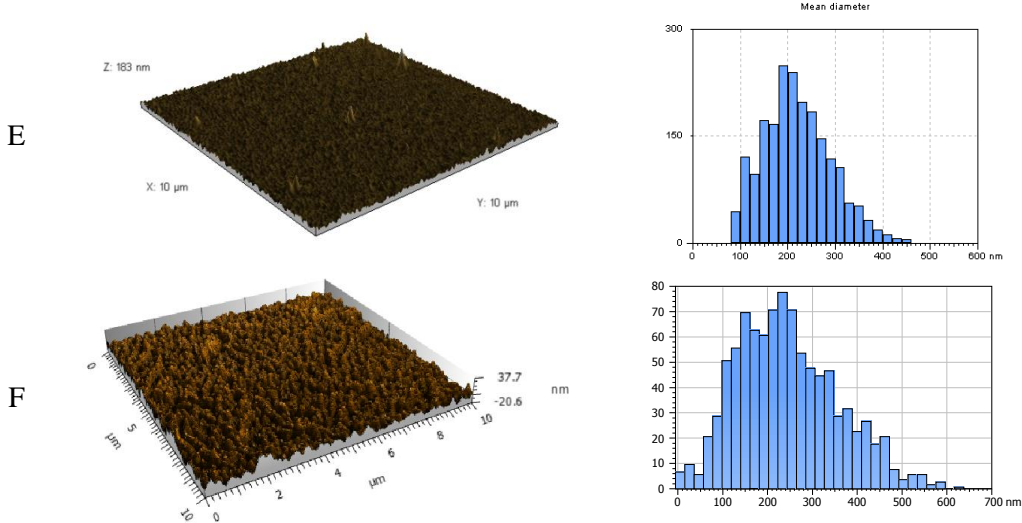 Mean diameter
E
Z: 183 nm
X: 10 µm
Y: 10 µm
300
150
0
0 100 200 300 400 500 600 nm
F
0
5
10
µm
0 2 4 6 8 10
µm
37.7
-20.6
nm
80
70
60
50
40
30
20
10
0
0 100 200 300 400 500 600 700 nm